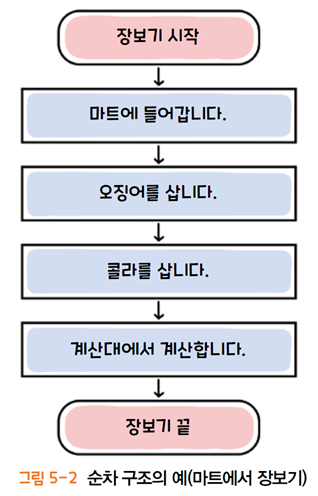 장보기 시작
마트에 들어갑니다.
오징어를 삽니다.
콜라를 삽니다.
계산대에서 계산합니다.
장보기 끝
그림 5-2 순차 구조의 예(마트에서 장보기)